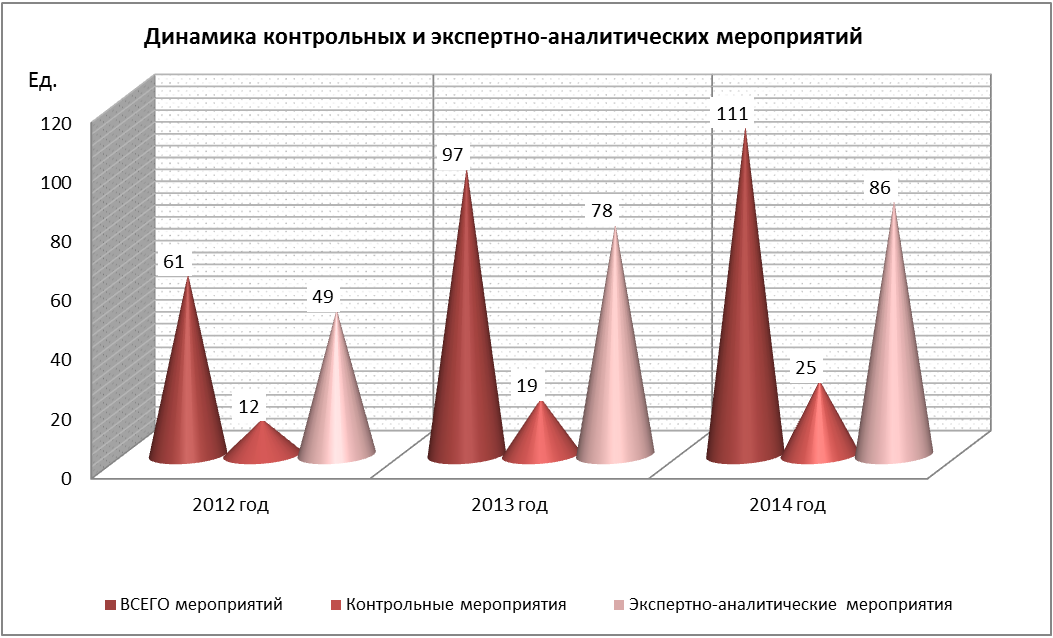 Динамика контрольных и экспертно-аналитических мероприятий
Ед.
120
100
80
60
40
20
0
61
12
49
97
19
78
111
25
86
2012 год
2013 год
2014 год
ВСЕГО мероприятий
Контрольные мероприятия
Экспертно-аналитические мероприятия